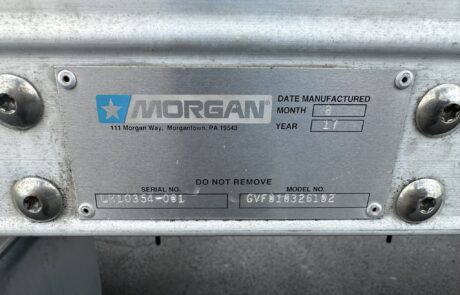 MORGAN®
111 Morgan Way, Morgantown, PA 19543
DATE MANUFACTURED
MONTH 8
YEAR 17
DO NOT REMOVE
SERIAL NO. MODEL NO.